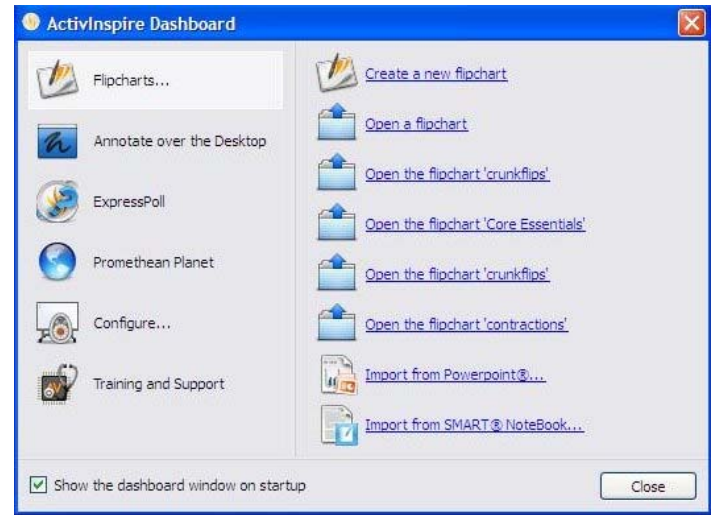 ActivInspire Dashboard
Flipcharts...
Annotate over the Desktop
ExpressPoll
Promethean Planet
Configure...
Training and Support
Create a new flipchart
Open a flipchart
Open the flipchart 'crunkflips'
Open the flipchart 'Core Essentials'
Open the flipchart 'crunkflips'
Open the flipchart 'contractions'
Import from Powerpoint®...
Import from SMART® NoteBook...
Show the dashboard window on startup
Close